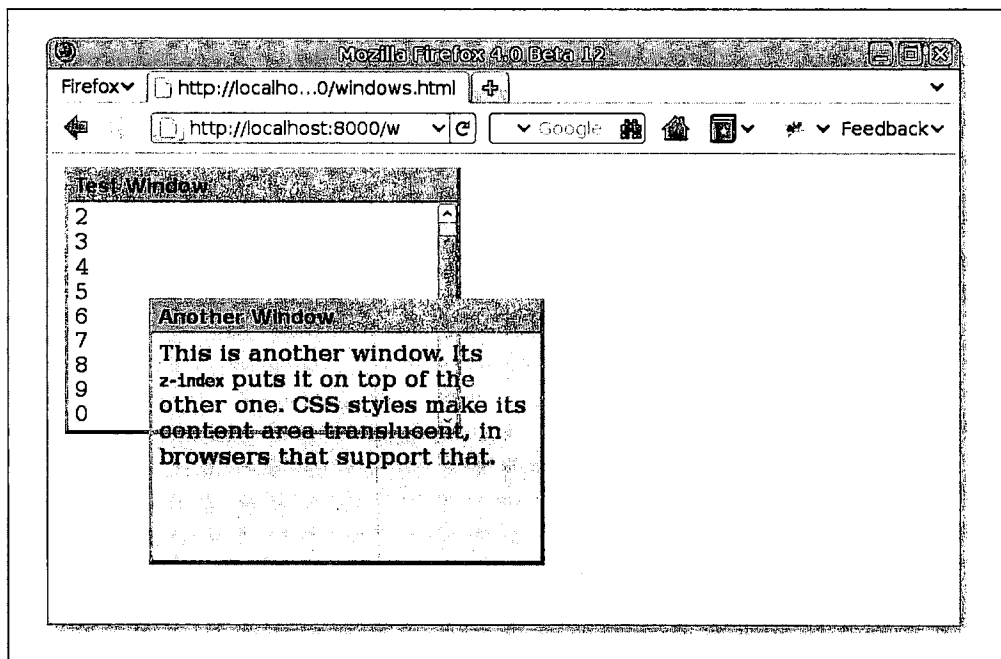 Mozilla Firefox 4.0 Beta 12
Firefox
http://localho...0/windows.html
http://localhost:8000/w
Google
Feedback
Test Window
2
3
4
5
6
7
8
9
0
Another Window
This is another window. Its
z-index puts it on top of the
other one. CSS styles make its
content area translucent, in
browsers that support that.